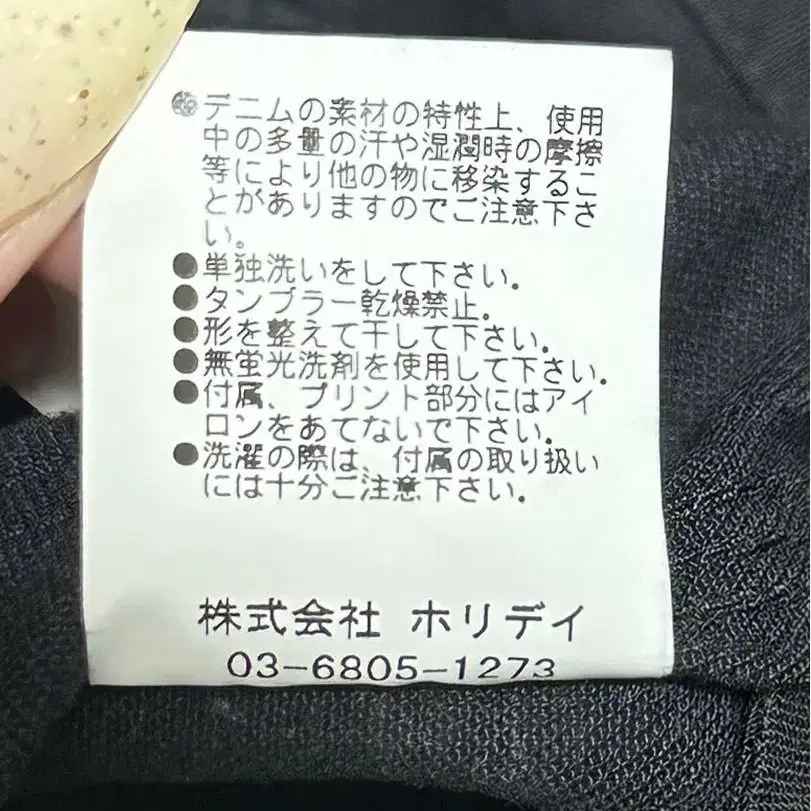 ●デニムの素材の特性上、使用
中の多量の汗や湿潤時の摩擦
等により他の物に移染するこ
とがありますのでご注意下さ
い。
●単独洗いをして下さい.
●タンブラー乾燥禁止.
●形を整えて干して下さい.
●無蛍光洗剤を使用して下さい.
●付属、プリント部分にはアイ
ロンをあてないで下さい.
●洗濯の際は、付属の取り扱い
には十分ご注意下さい.
株式会社 ホリデイ
03-6805-1273